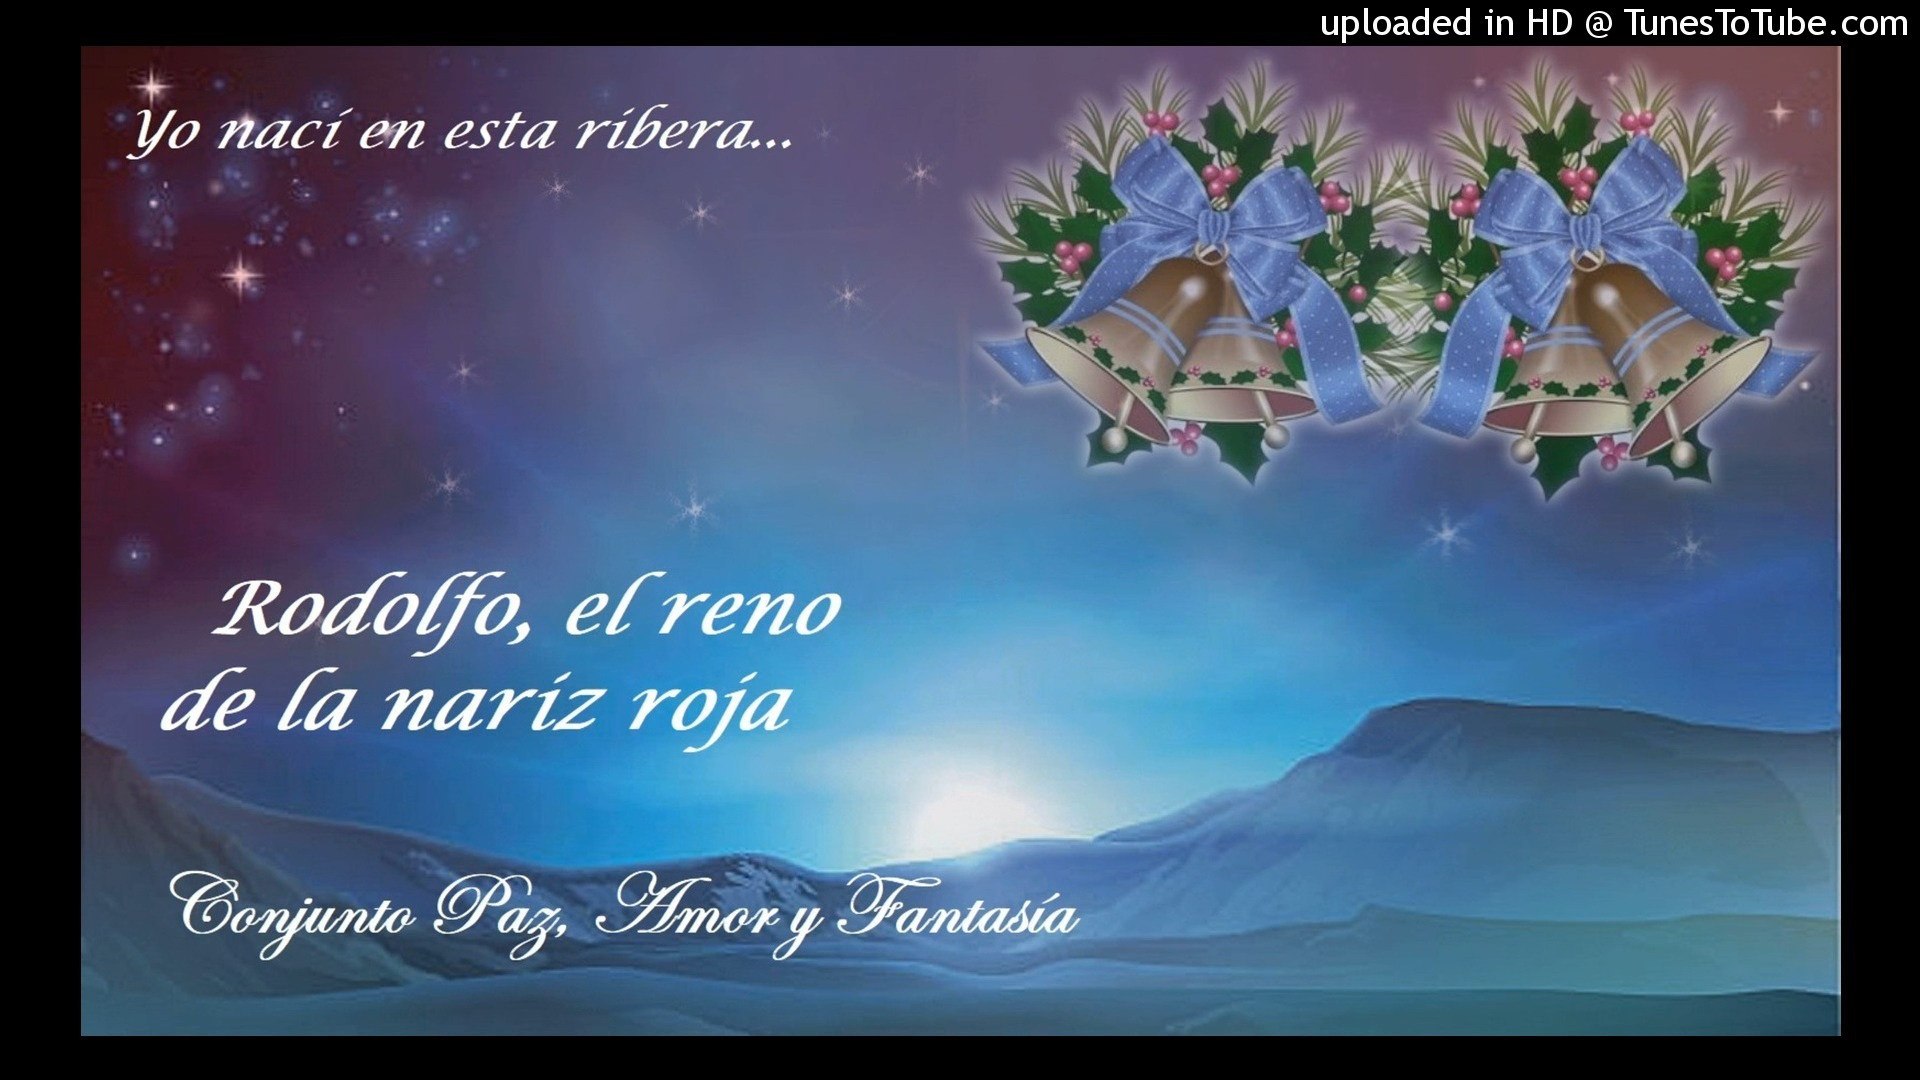 uploaded in HD @ TunesToTube.com
Yo nací en esta ribera...
Rodolfo, el reno
de la nariz roja
Conjunto Paz, Amor y Fantasía